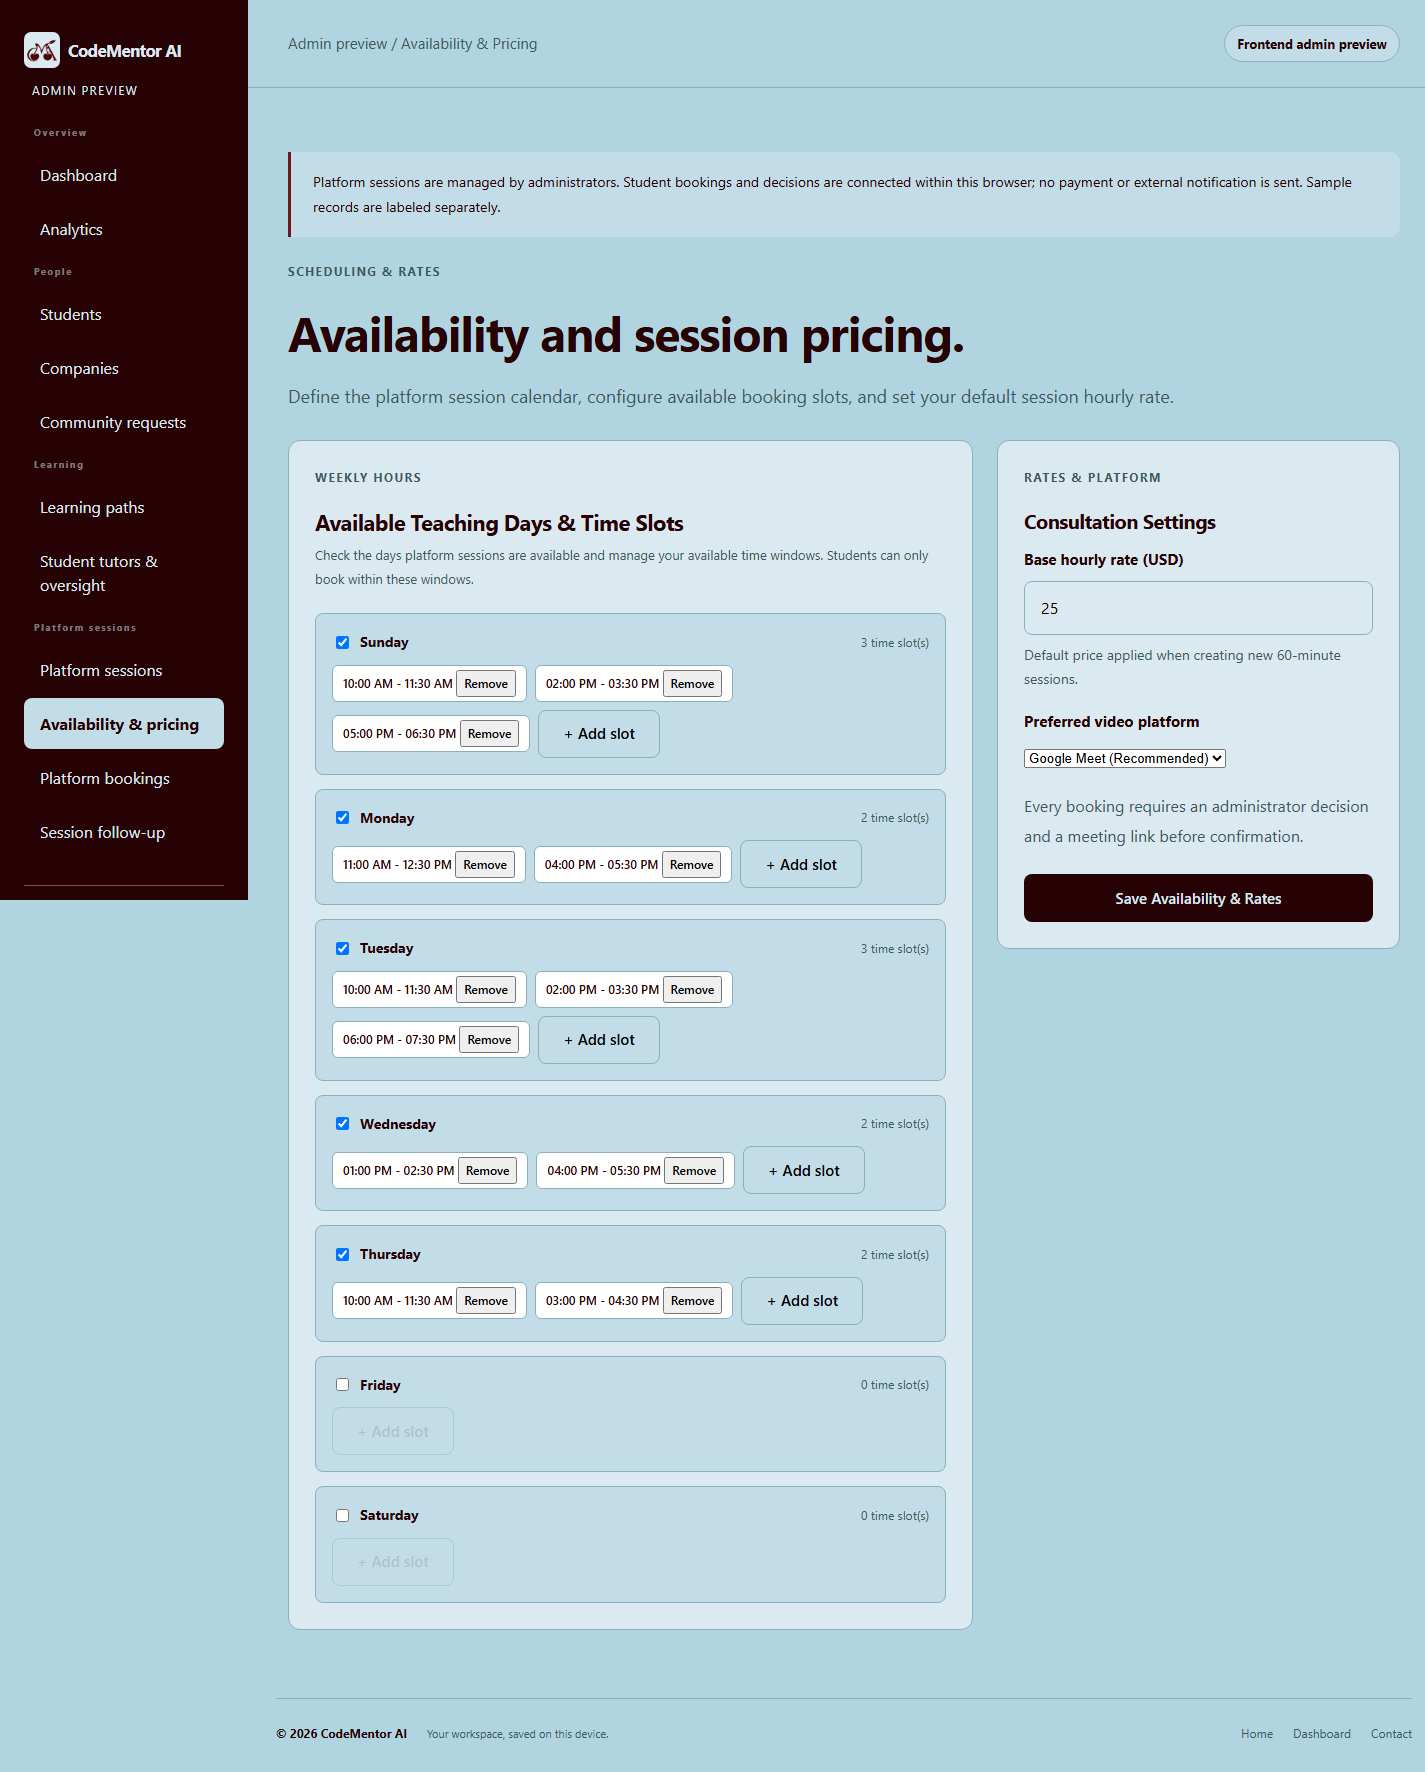 CodeMentor AI
ADMIN PREVIEW
Overview
Dashboard
Analytics
People
Students
Companies
Community requests
Learning
Learning paths
Student tutors &
oversight
Platform sessions
Platform sessions
Availability & pricing
Platform bookings
Session follow-up
Admin preview / Availability & Pricing
Frontend admin preview
Platform sessions are managed by administrators. Student bookings and decisions are connected within this browser; no payment or external notification is sent. Sample
records are labeled separately.
SCHEDULING & RATES
Availability and session pricing.
Define the platform session calendar, configure available booking slots, and set your default session hourly rate.
WEEKLY HOURS
Available Teaching Days & Time Slots
Check the days platform sessions are available and manage your available time windows. Students can only
book within these windows.
Sunday 3 time slot(s)
10:00 AM - 11:30 AM Remove 02:00 PM - 03:30 PM Remove
05:00 PM - 06:30 PM Remove + Add slot
Monday 2 time slot(s)
11:00 AM - 12:30 PM Remove 04:00 PM - 05:30 PM Remove + Add slot
Tuesday 3 time slot(s)
10:00 AM - 11:30 AM Remove 02:00 PM - 03:30 PM Remove
06:00 PM - 07:30 PM Remove + Add slot
Wednesday 2 time slot(s)
01:00 PM - 02:30 PM Remove 04:00 PM - 05:30 PM Remove + Add slot
Thursday 2 time slot(s)
10:00 AM - 11:30 AM Remove 03:00 PM - 04:30 PM Remove + Add slot
Friday 0 time slot(s)
+ Add slot
Saturday 0 time slot(s)
+ Add slot
RATES & PLATFORM
Consultation Settings
Base hourly rate (USD)
25
Default price applied when creating new 60-minute
sessions.
Preferred video platform
Google Meet (Recommended)
Every booking requires an administrator decision
and a meeting link before confirmation.
Save Availability & Rates
© 2026 CodeMentor AI Your workspace, saved on this device. Home Dashboard Contact